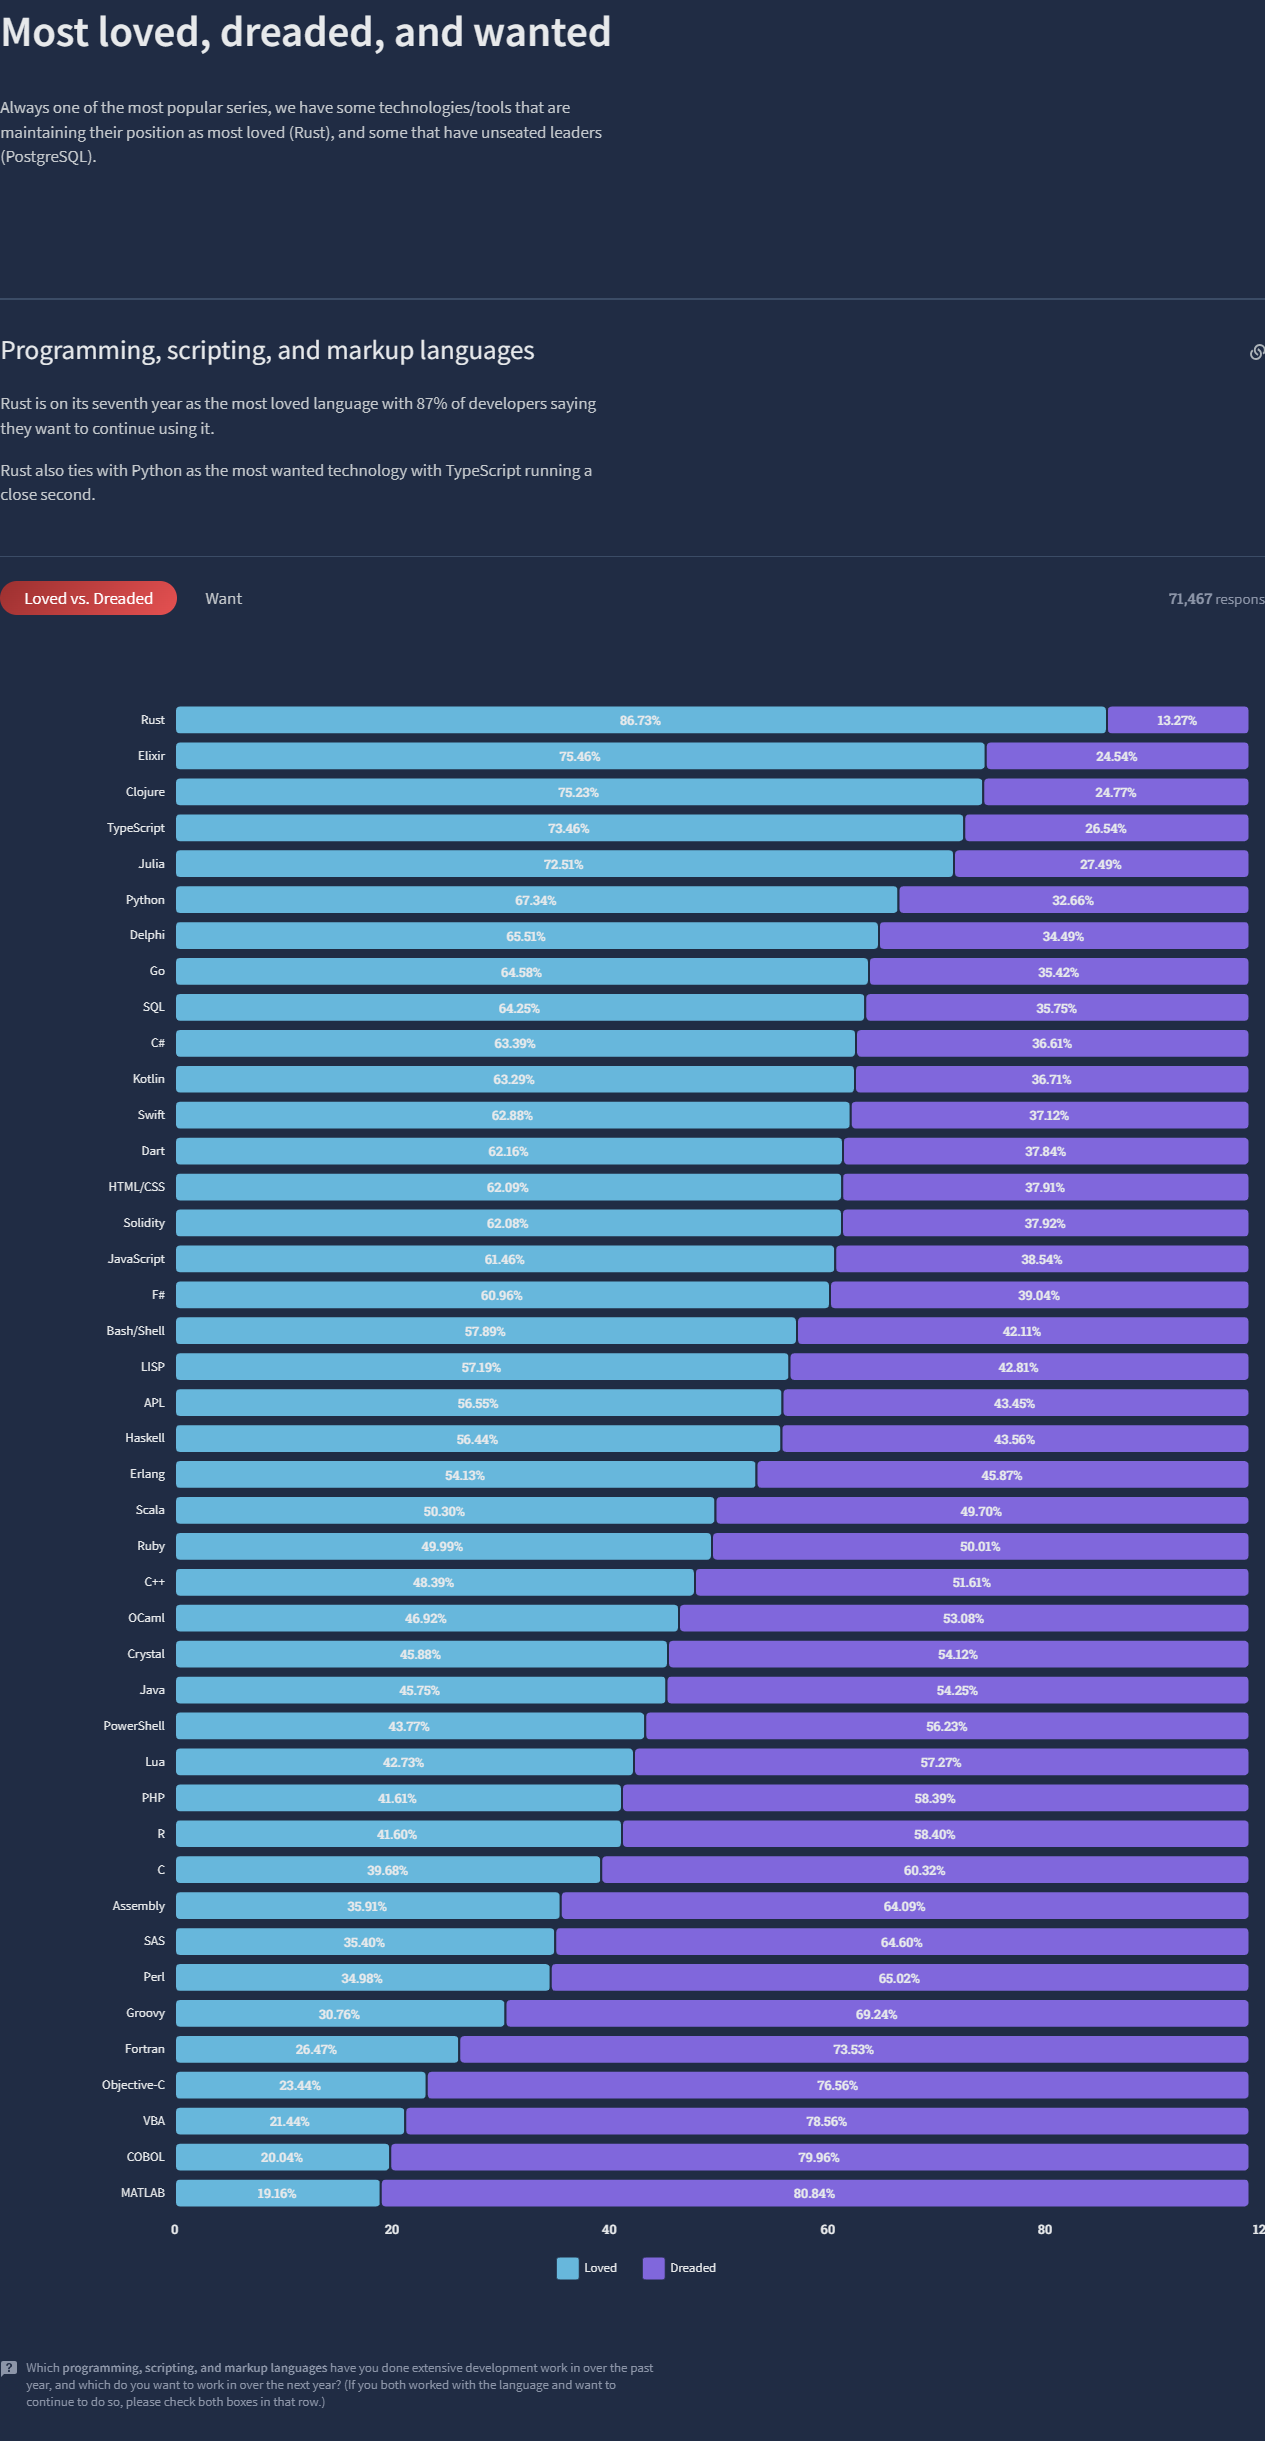 Most loved, dreaded, and wanted
Always one of the most popular series, we have some technologies/tools that are
maintaining their position as most loved (Rust), and some that have unseated leaders
(PostgreSQL).
Programming, scripting, and markup languages
Rust is on its seventh year as the most loved language with 87% of developers saying
they want to continue using it.
Rust also ties with Python as the most wanted technology with TypeScript running a
close second.
Loved vs. Dreaded Want 71,467 respons
Rust 86.73% 13.27%
Elixir 75.46% 24.54%
Clojure 75.23% 24.77%
TypeScript 73.46% 26.54%
Julia 72.51% 27.49%
Python 67.34% 32.66%
Delphi 65.51% 34.49%
Go 64.58% 35.42%
SQL 64.25% 35.75%
C# 63.39% 36.61%
Kotlin 63.29% 36.71%
Swift 62.88% 37.12%
Dart 62.16% 37.84%
HTML/CSS 62.09% 37.91%
Solidity 62.08% 37.92%
JavaScript 61.46% 38.54%
F# 60.96% 39.04%
Bash/Shell 57.89% 42.11%
LISP 57.19% 42.81%
APL 56.55% 43.45%
Haskell 56.44% 43.56%
Erlang 54.13% 45.87%
Scala 50.30% 49.70%
Ruby 49.99% 50.01%
C++ 48.39% 51.61%
OCaml 46.92% 53.08%
Crystal 45.88% 54.12%
Java 45.75% 54.25%
PowerShell 43.77% 56.23%
Lua 42.73% 57.27%
PHP 41.61% 58.39%
R 41.60% 58.40%
C 39.68% 60.32%
Assembly 35.91% 64.09%
SAS 35.40% 64.60%
Perl 34.98% 65.02%
Groovy 30.76% 69.24%
Fortran 26.47% 73.53%
Objective-C 23.44% 76.56%
VBA 21.44% 78.56%
COBOL 20.04% 79.96%
MATLAB 19.16% 80.84%
0 20 40 60 80 12
Loved Dreaded
Which programming, scripting, and markup languages have you done extensive development work in over the past
year, and which do you want to work in over the next year? (If you both worked with the language and want to
continue to do so, please check both boxes in that row.)